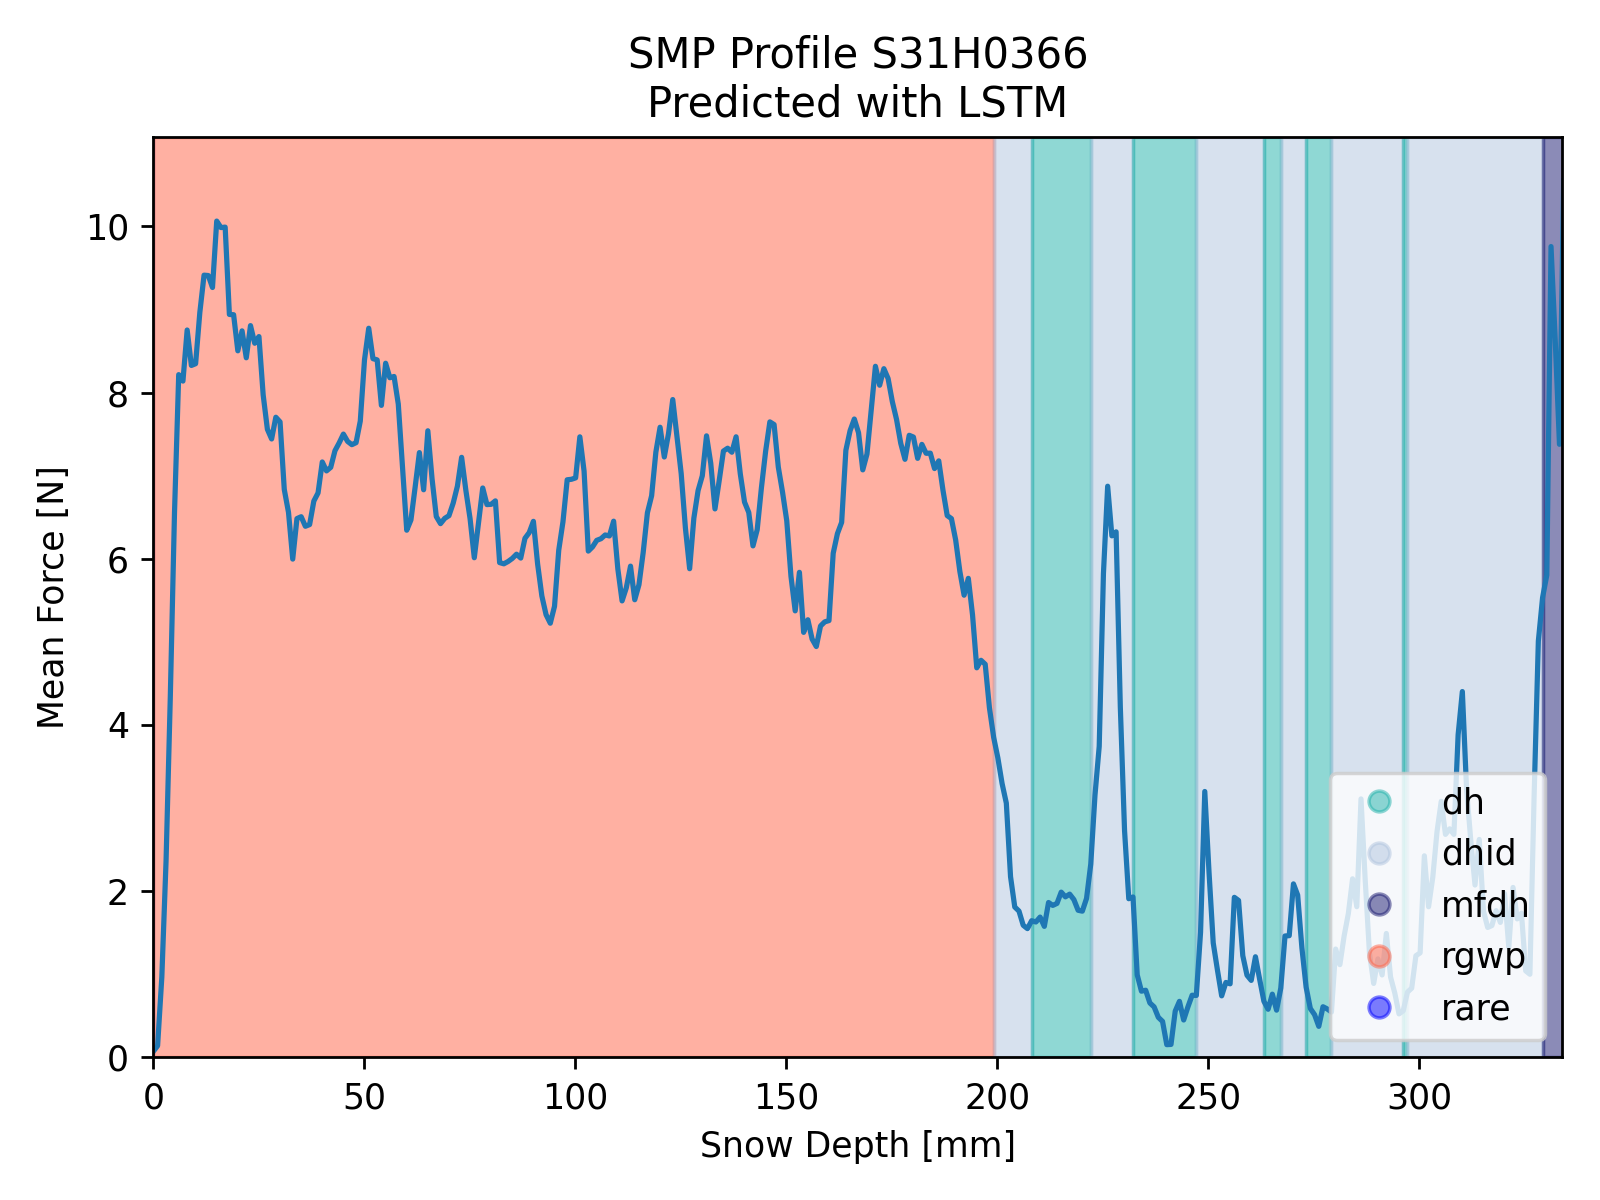 SMP Profile S31H0366
Predicted with LSTM
Mean Force [N]
10
8
6
4
2
0
0 50 100 150 200 250 300
Snow Depth [mm]
dh
dhid
mfdh
rgwp
rare